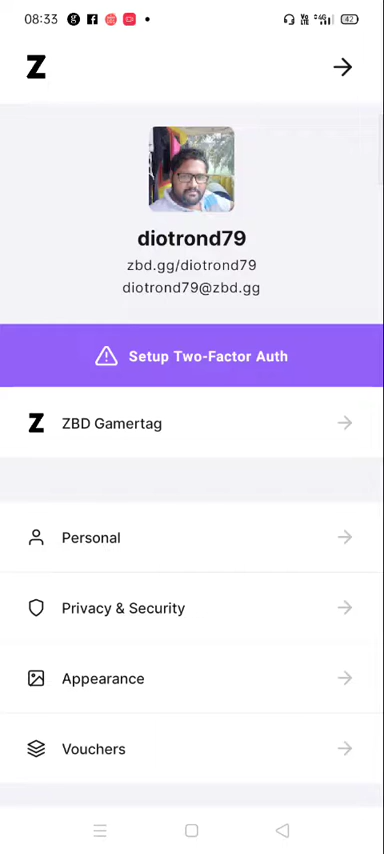 08:33
42
Z
diotrond79
zbd.gg/diotrond79
diotrond79@zbd.gg
Setup Two-Factor Auth
Z ZBD Gamertag
Personal
Privacy & Security
Appearance
Vouchers